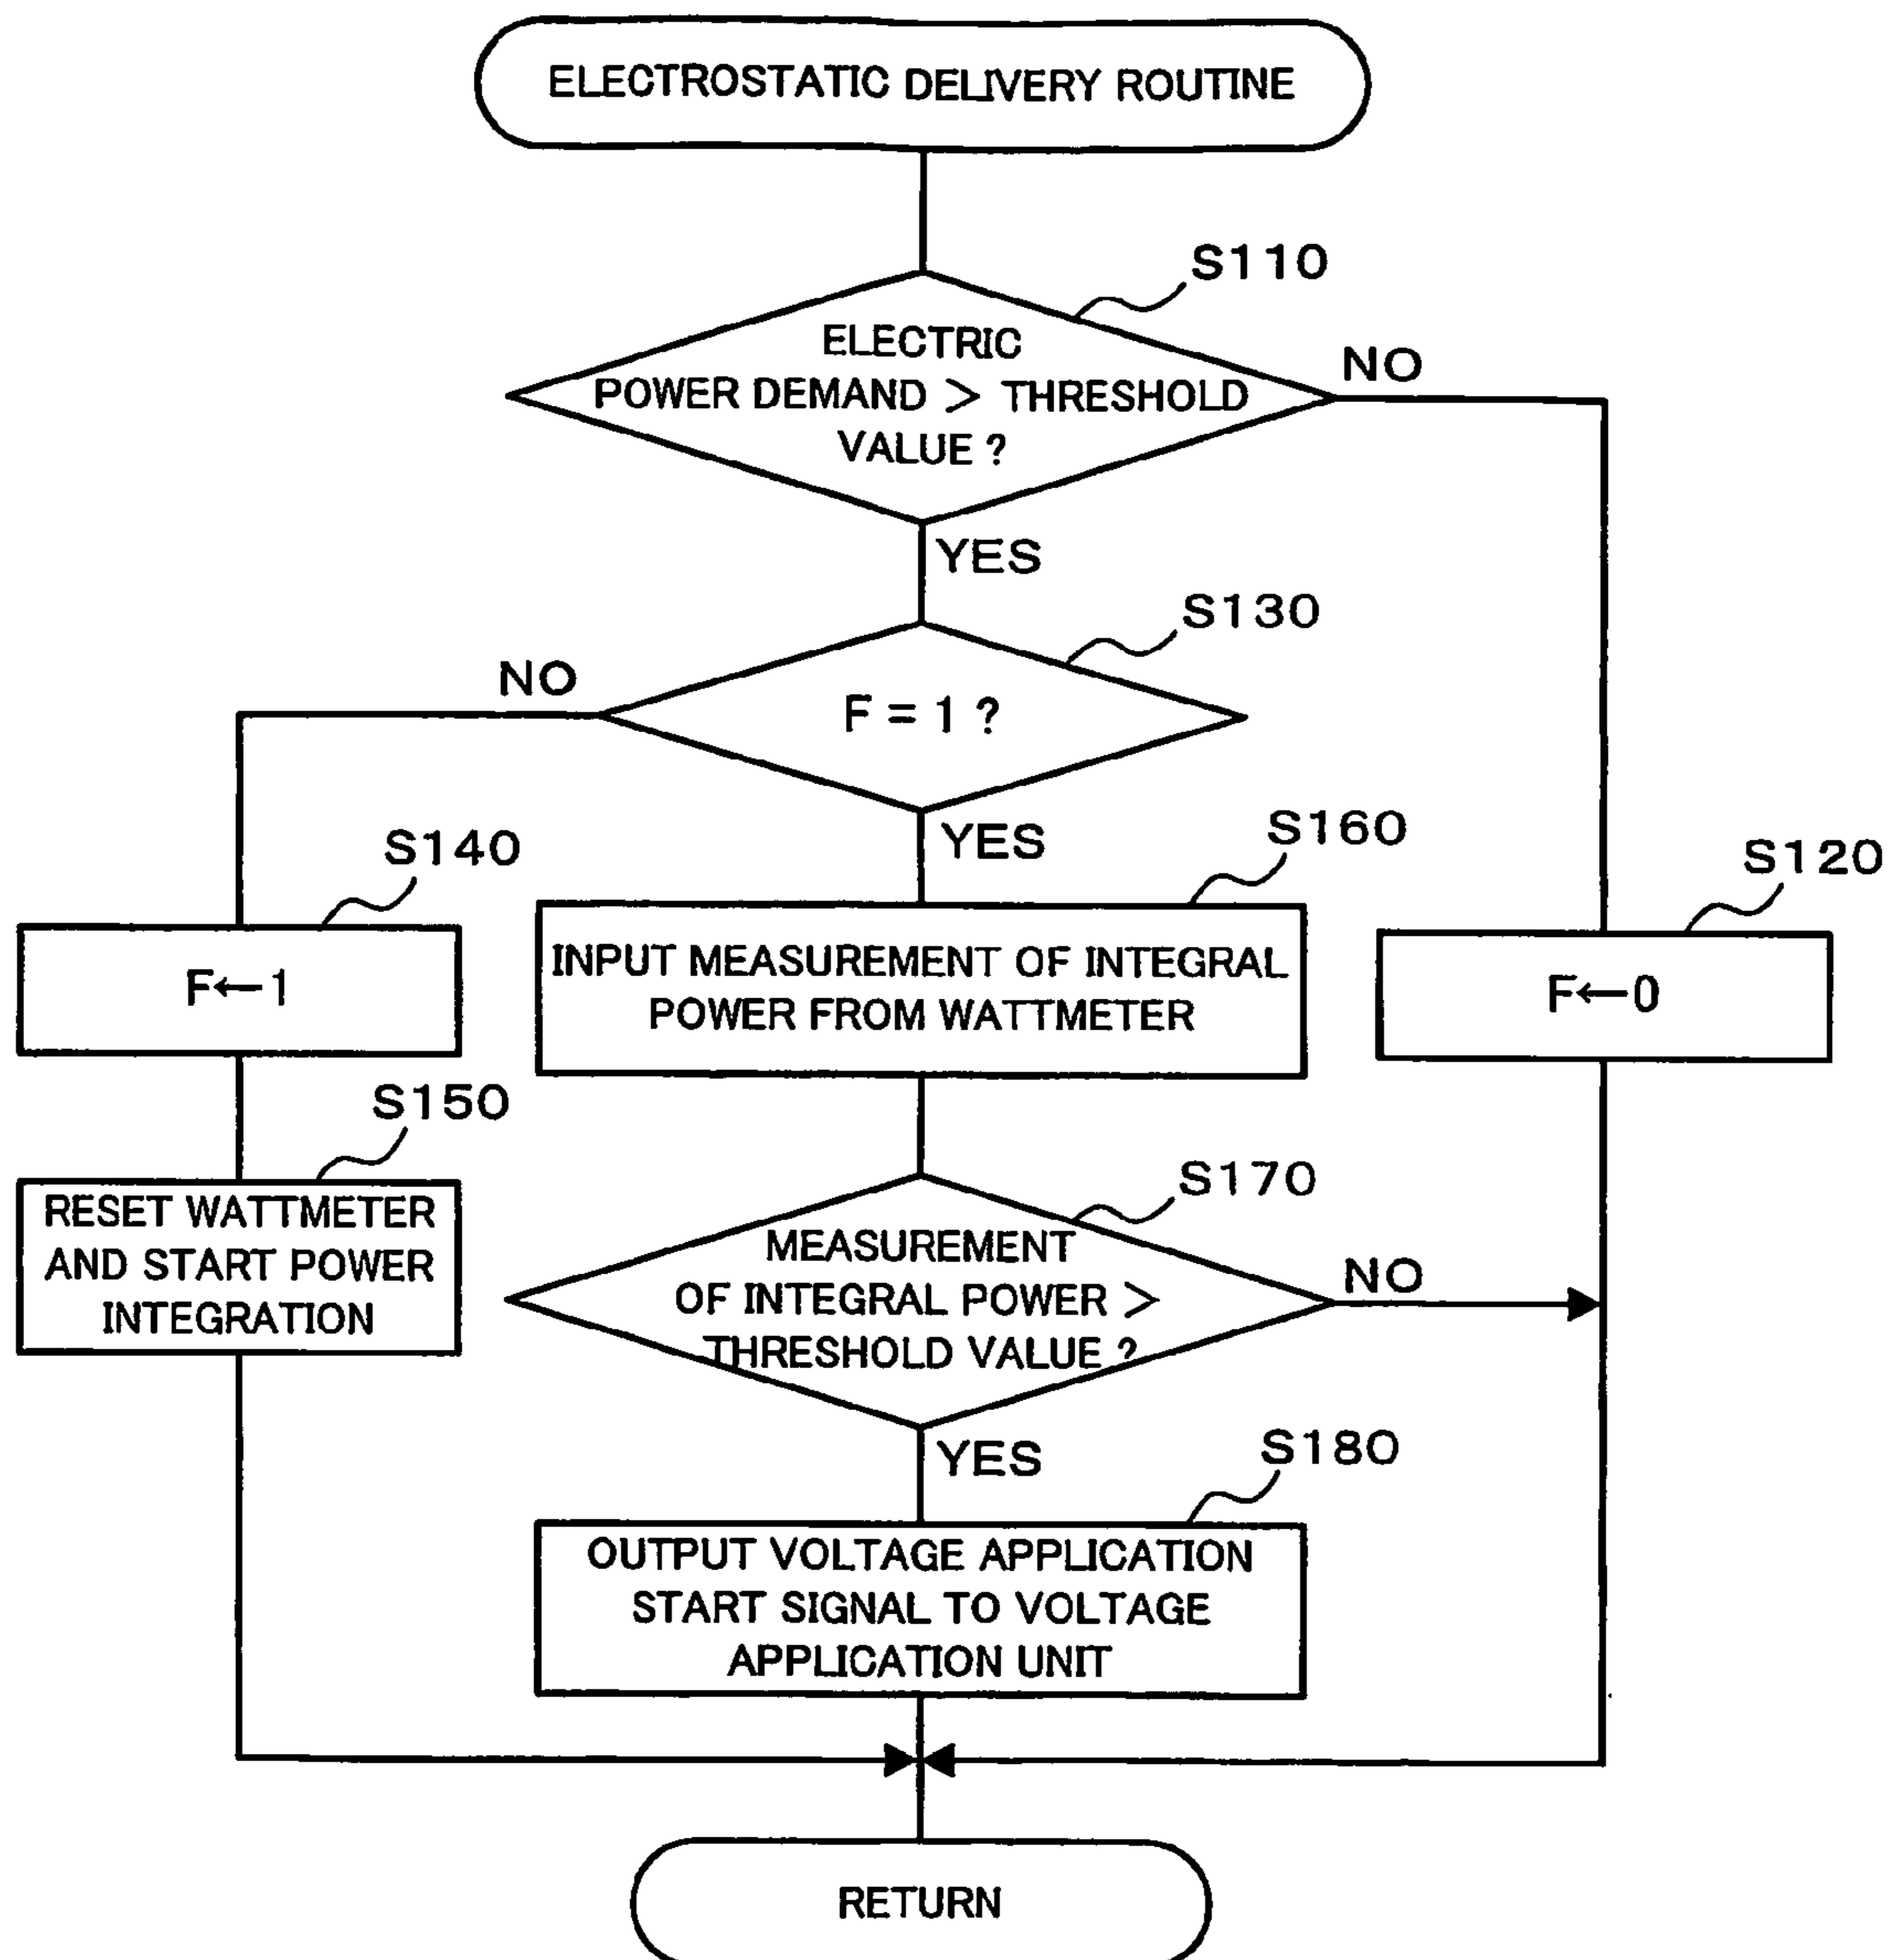 ELECTROSTATIC DELIVERY ROUTINE
S110
ELECTRIC
POWER DEMAND > THRESHOLD
VALUE ?
NO
YES
S130
NO
F = 1 ?
YES
S140
F←1
S160
INPUT MEASUREMENT OF INTEGRAL
POWER FROM WATTMETER
S120
F←0
S150
RESET WATTMETER
AND START POWER
INTEGRATION
S170
MEASUREMENT
OF INTEGRAL POWER >
THRESHOLD VALUE ?
NO
YES
S180
OUTPUT VOLTAGE APPLICATION
START SIGNAL TO VOLTAGE
APPLICATION UNIT
RETURN